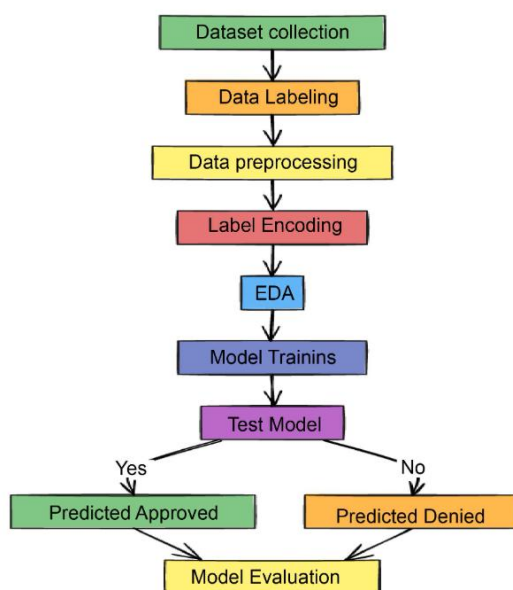 Dataset collection
Data Labeling
Data preprocessing
Label Encoding
EDA
Model Trainins
Test Model
Yes
No
Predicted Approved
Predicted Denied
Model Evaluation